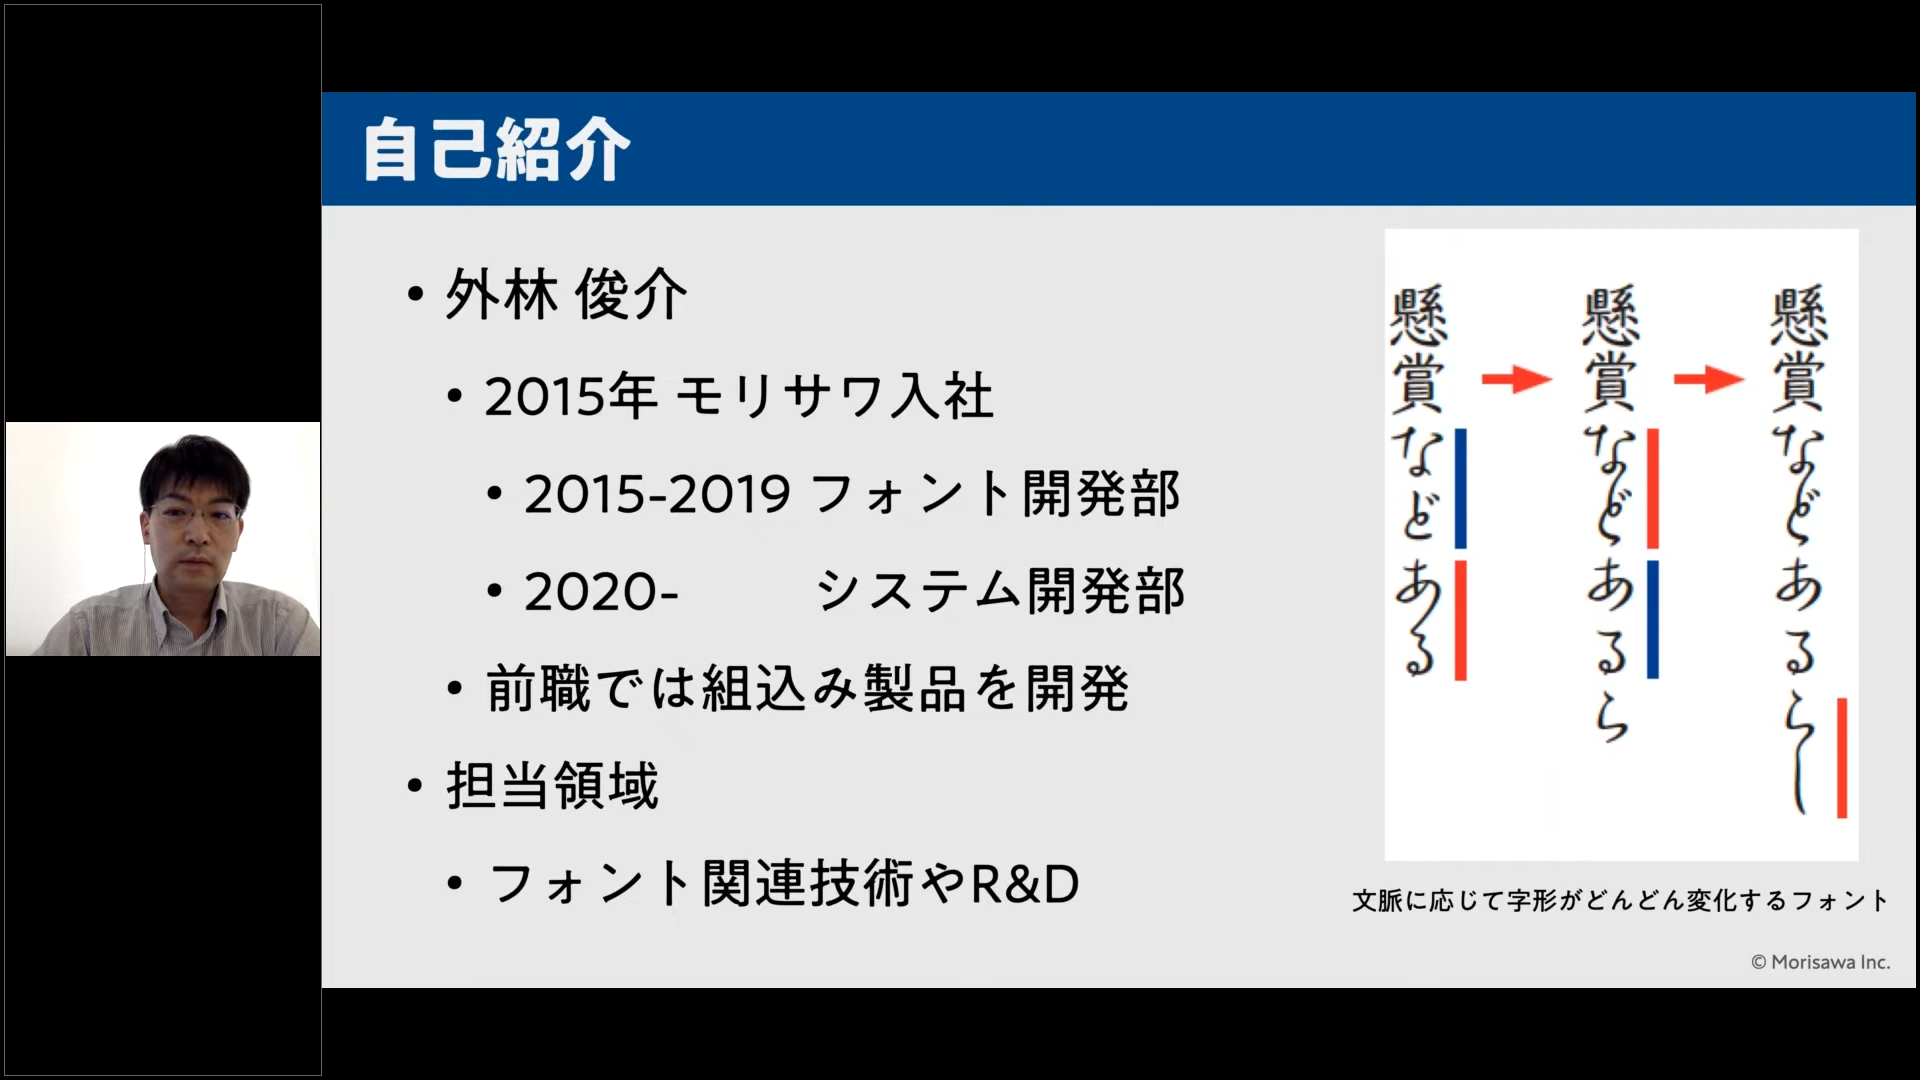 自己紹介
• 外林 俊介
• 2015年 モリサワ入社
• 2015-2019 フォント開発部
• 2020- システム開発部
• 前職では組込み製品を開発
• 担当領域
• フォント関連技術やR&D
懸賞などある
懸賞などあるら
懸賞などあるらし
文脈に応じて字形がどんどん変化するフォント
© Morisawa Inc.